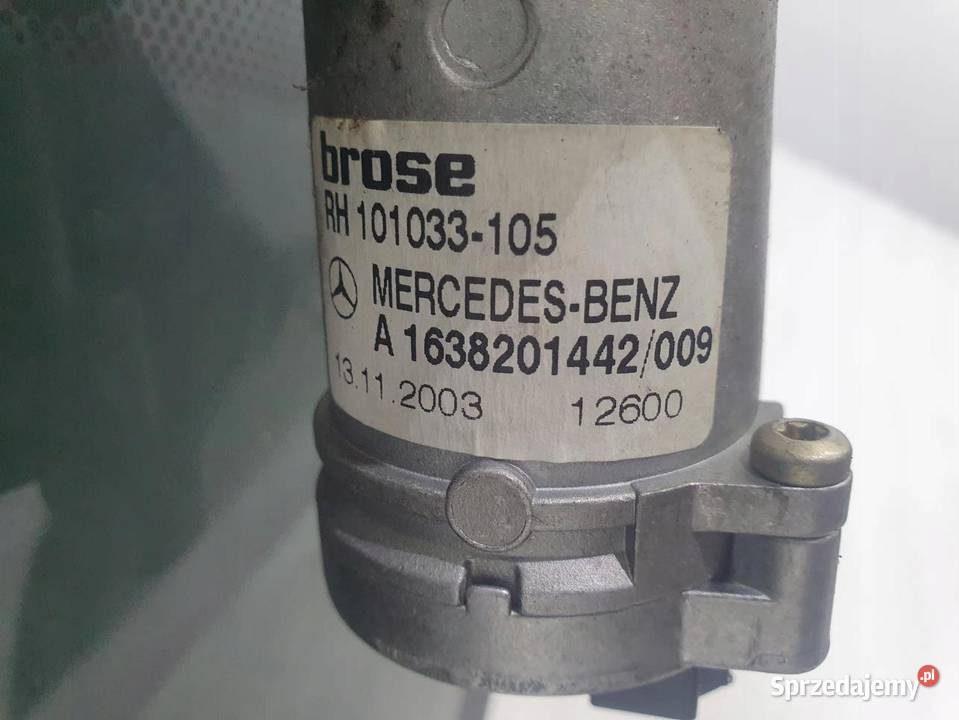 brose
RH 101033-105
MERCEDES-BENZ
A 1638201442/009
13.11.2003 12600
Sprzedajemy.pl